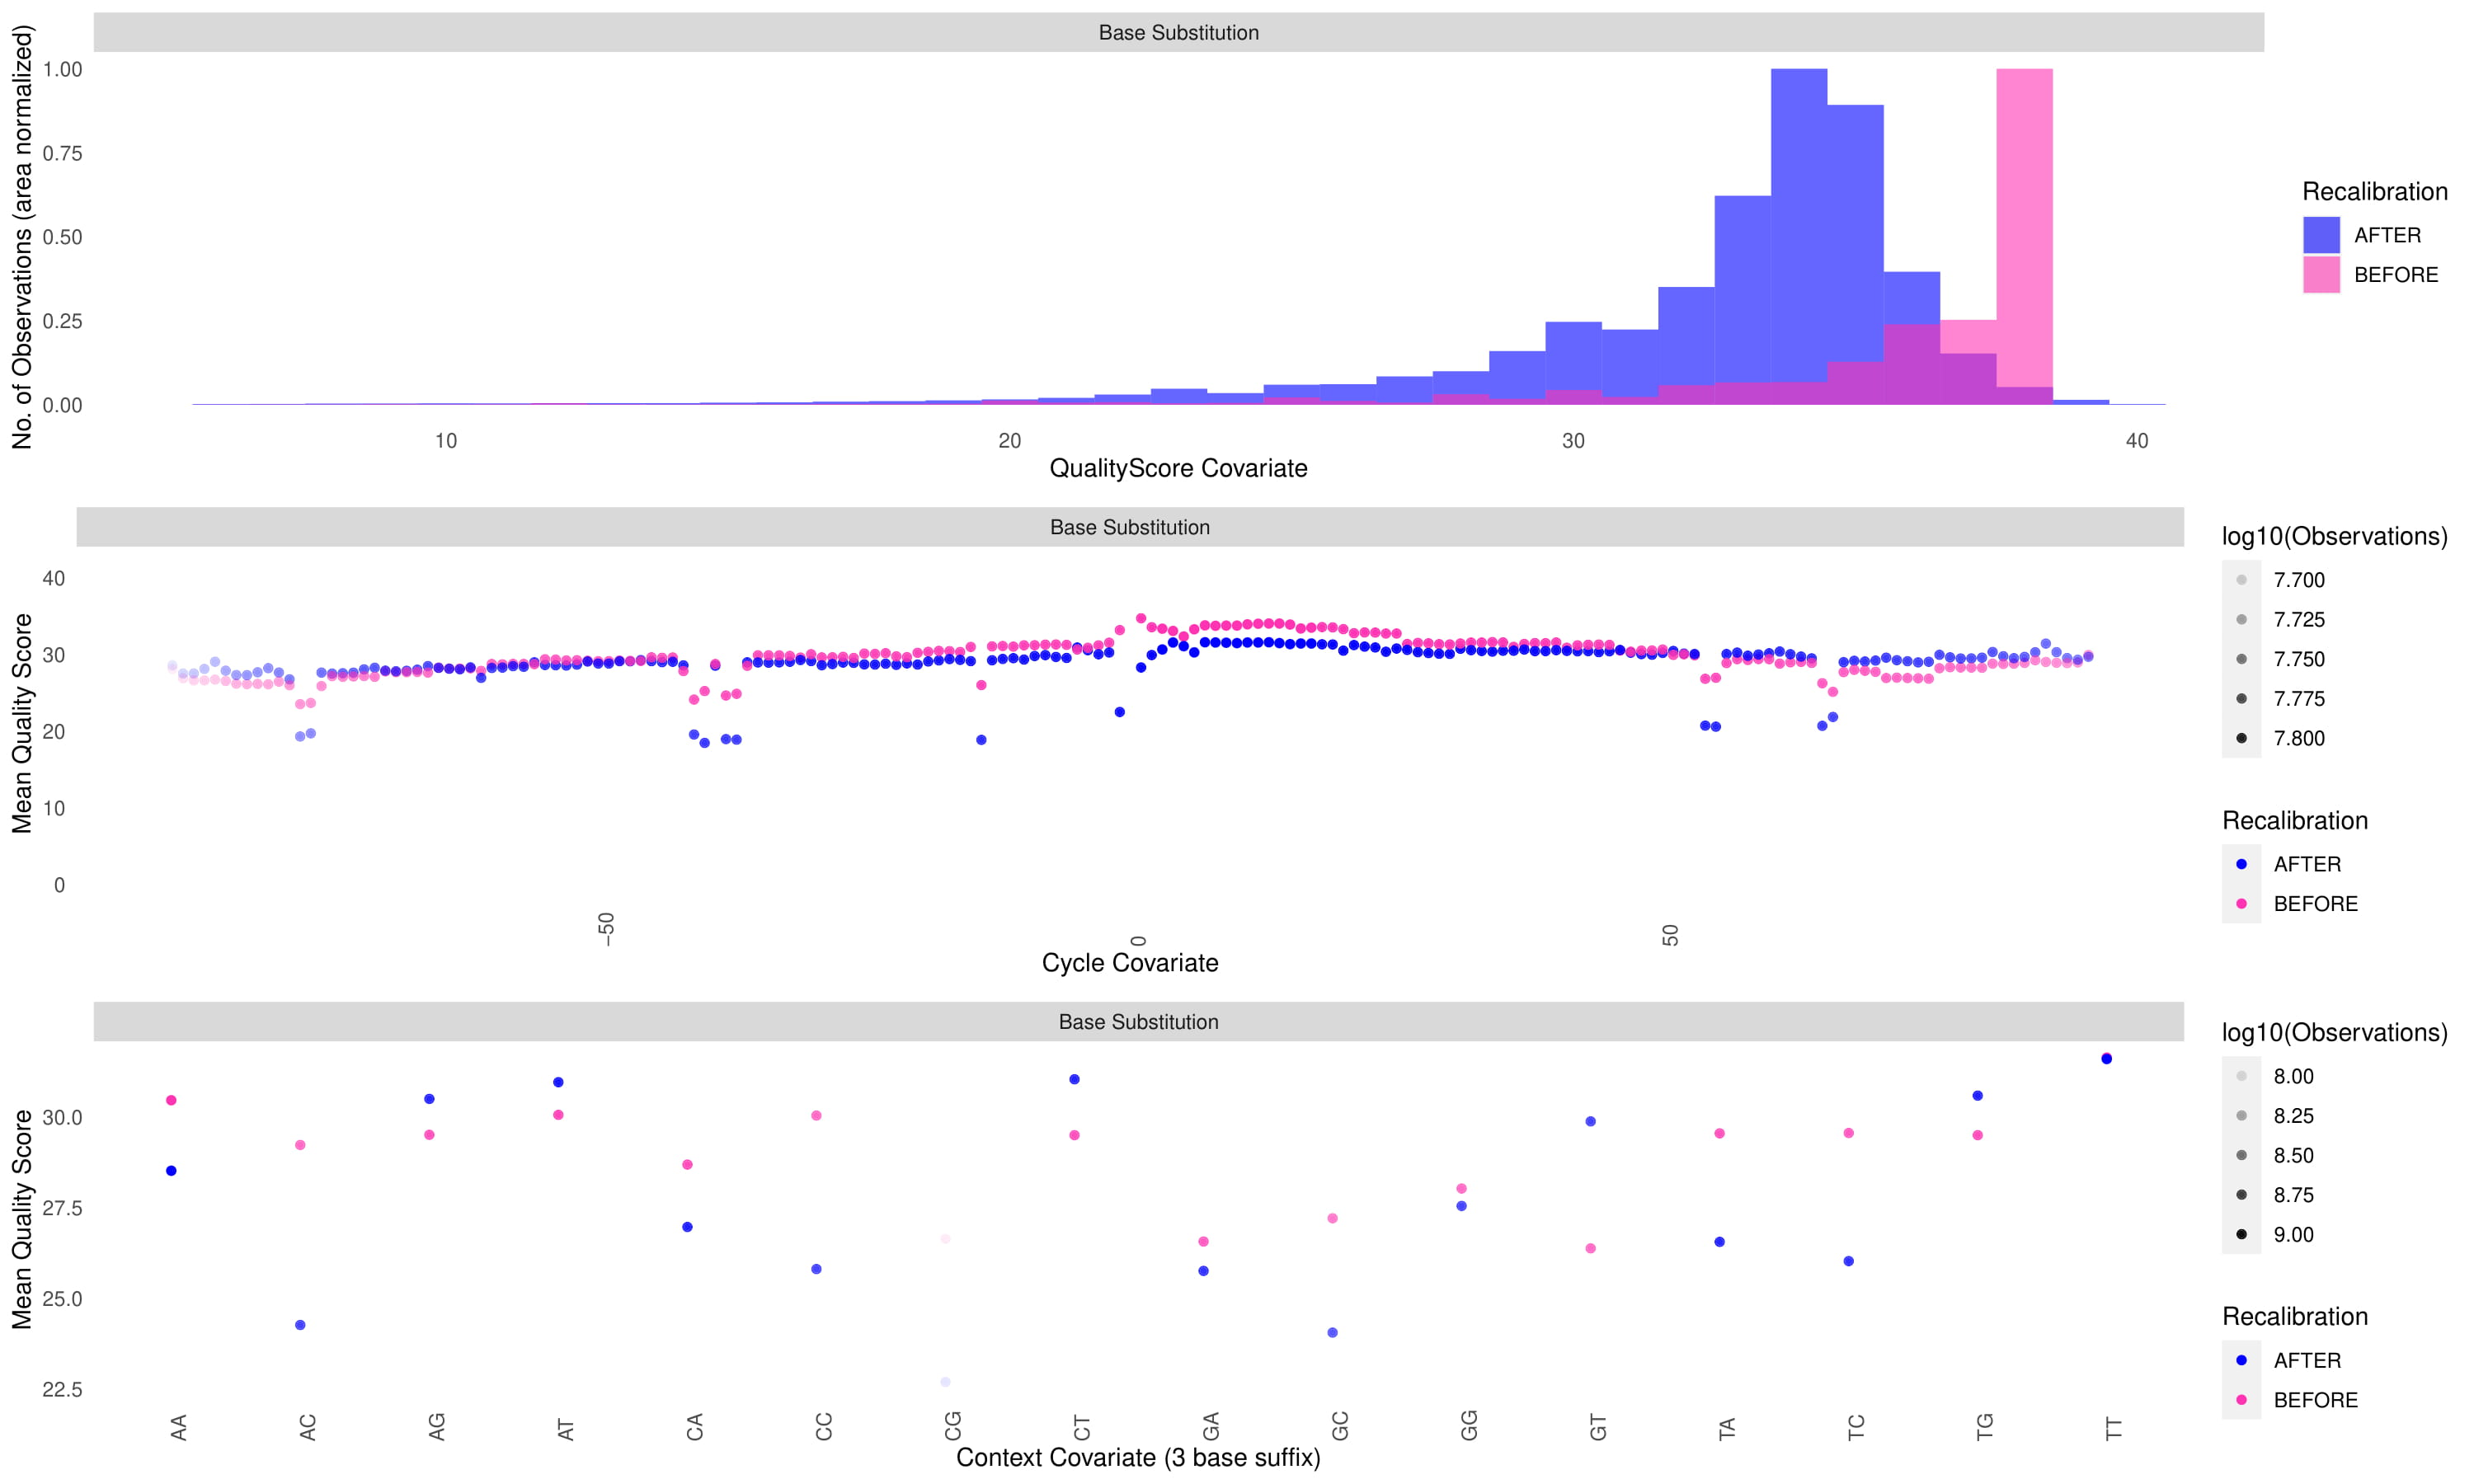 Base Substitution
No. of Observations (area normalized)
1.00
0.75
0.50
0.25
0.00
10 20 30 40
QualityScore Covariate
Recalibration
AFTER
BEFORE
Base Substitution
Mean Quality Score
40
30
20
10
0
−50 0 50
Cycle Covariate
log10(Observations)
7.700
7.725
7.750
7.775
7.800
Recalibration
AFTER
BEFORE
Base Substitution
Mean Quality Score
30.0
27.5
25.0
22.5
AA AC AG AT CA CC CG CT GA GC GG GT TA TC TG TT
Context Covariate (3 base suffix)
log10(Observations)
8.00
8.25
8.50
8.75
9.00
Recalibration
AFTER
BEFORE